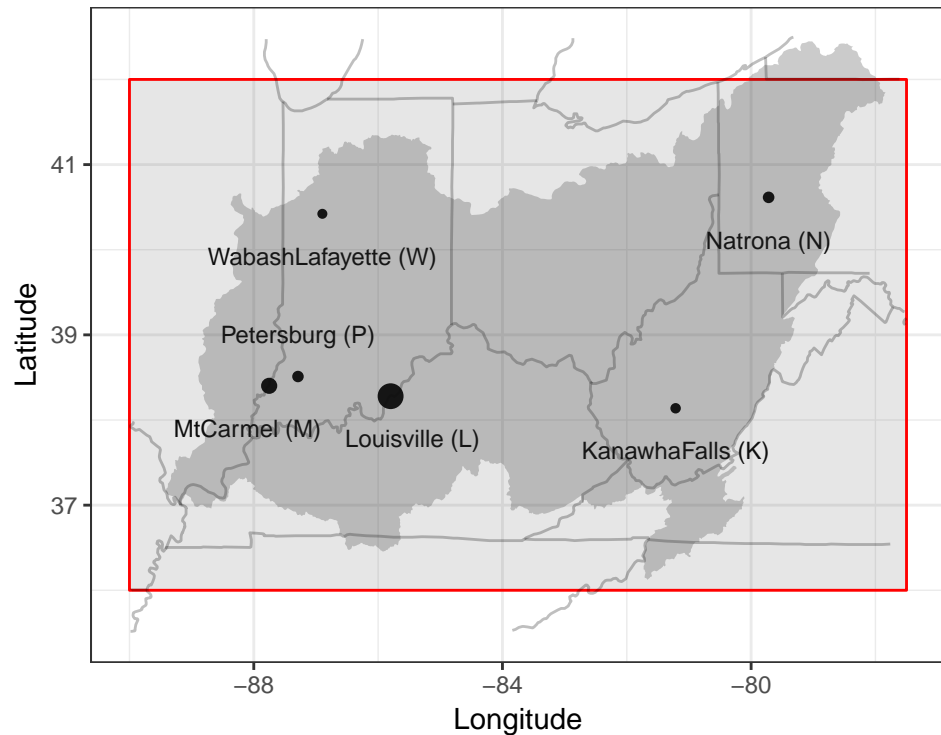 41
39
37
−88
−84
−80
Latitude
Longitude
Natrona (N)
WabashLafayette (W)
Petersburg (P)
MtCarmel (M)
Louisville (L)
KanawhaFalls (K)